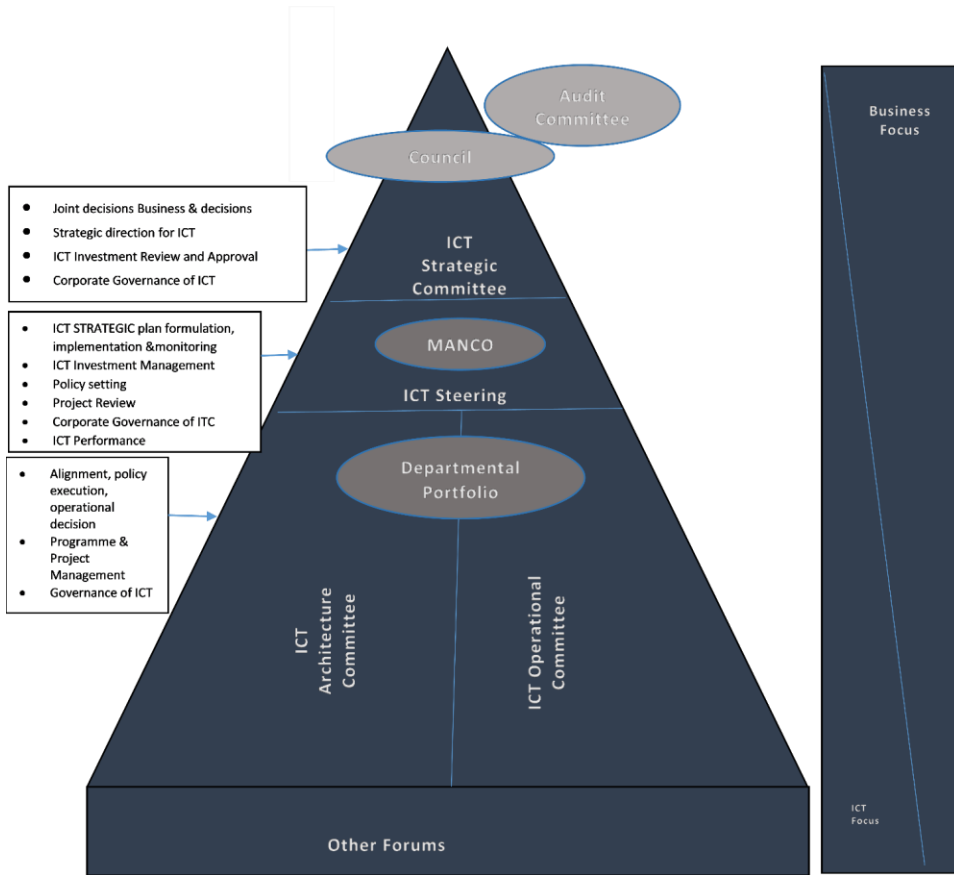 Audit
Committee
Council
Business
Focus
Joint decisions Business & decisions
Strategic direction for ICT
ICT Investment Review and Approval
Corporate Governance of ICT
ICT
Strategic
Committee
ICT STRATEGIC plan formulation,
implementation &monitoring
ICT Investment Management
Policy setting
Project Review
Corporate Governance of ITC
ICT Performance
MANCO
ICT Steering
Alignment, policy
execution,
operational
decision
Programme &
Project
Management
Governance of ICT
Departmental
Portfolio
ICT
Architecture
Committee
ICT Operational
Committee
ICT
Focus
Other Forums